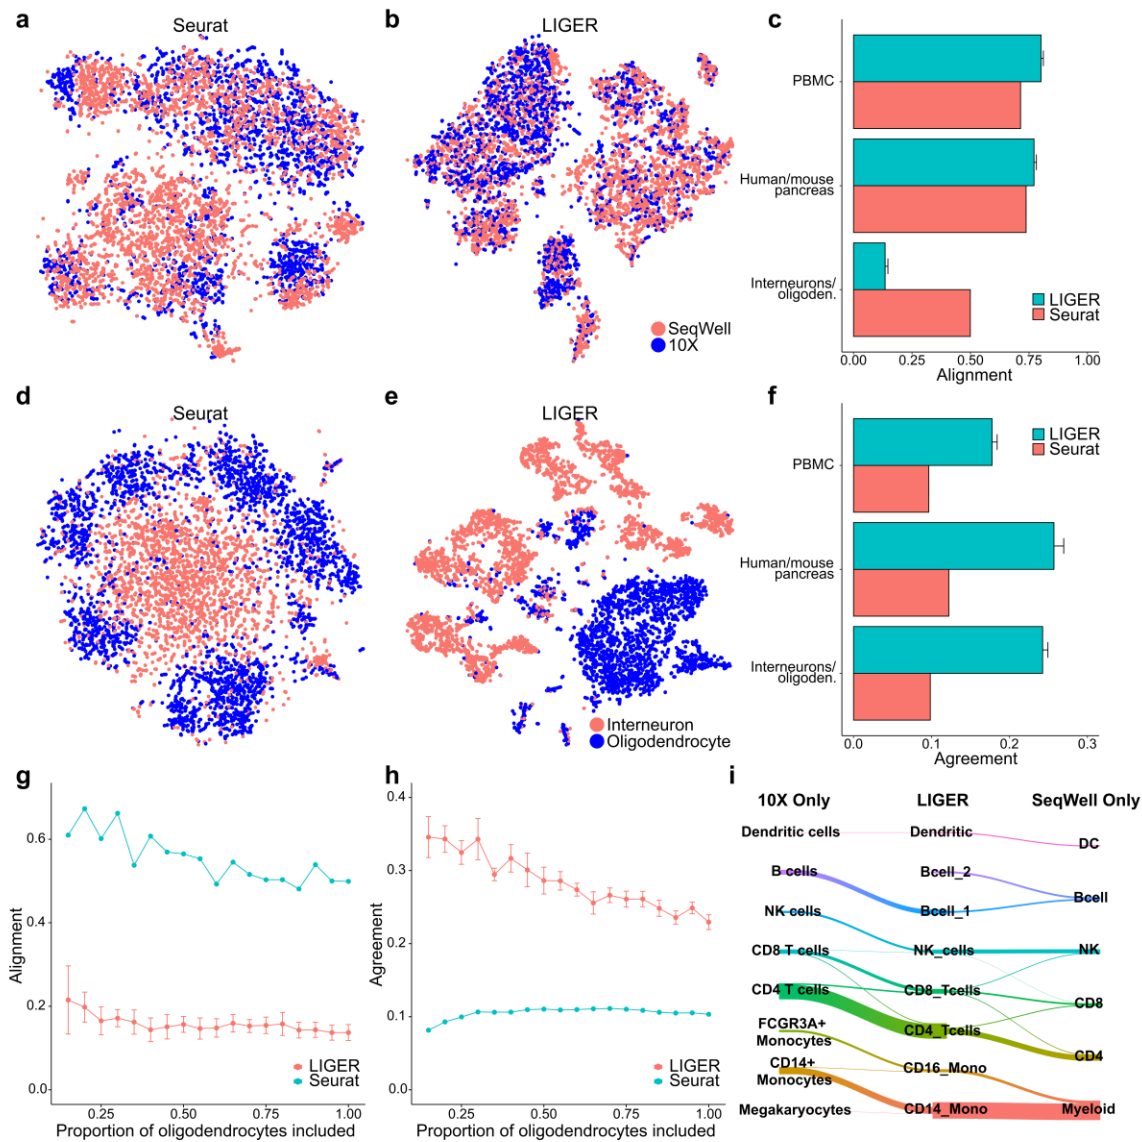 a
Seurat
b
LIGER
SeqWell
10X
c
PBMC
Human/mouse
pancreas
Interneurons/
oligoden.
LIGER
Seurat
0.00 0.25 0.50 0.75 1.00
Alignment
d
Seurat
e
LIGER
Interneuron
Oligodendrocyte
f
LIGER
Seurat
PBMC
Human/mouse
pancreas
Interneurons/
oligoden.
0.0 0.1 0.2 0.3
Agreement
g
Alignment
0.6
0.4
0.2
0.0
LIGER
Seurat
0.25 0.50 0.75 1.00
Proportion of oligodendrocytes included
h
Agreement
0.4
0.3
0.2
0.1
0.0
LIGER
Seurat
0.25 0.50 0.75 1.00
Proportion of oligodendrocytes included
i
10X Only LIGER SeqWell Only
Dendritic cells Dendritic DC
B cells Bcell_2 Bcell
Bcell_1
NK cells NK_cells NK
CD8 T cells CD8_Tcells CD8
CD4 T cells CD4_Tcells CD4
FCGR3A+
Monocytes CD16_Mono
CD14+
Monocytes CD14_Mono Myeloid
Megakaryocytes